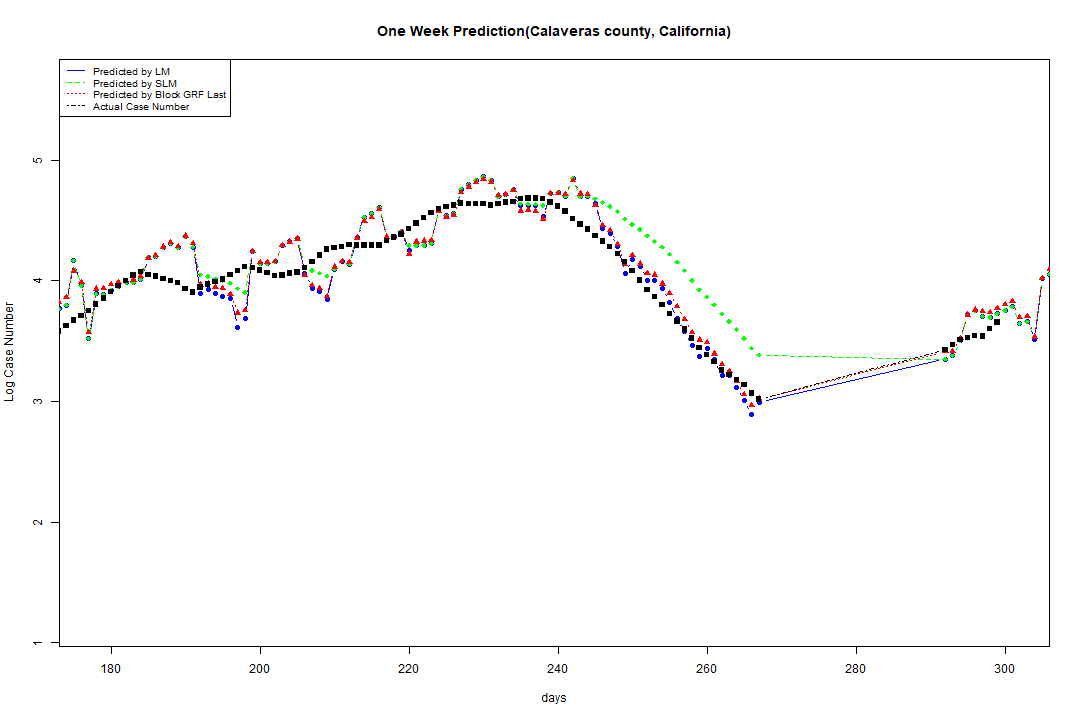 One Week Prediction(Calaveras county, California)
Predicted by LM
Predicted by SLM
Predicted by Block GRF Last
Actual Case Number
5
4
3
2
1
Log Case Number
180 200 220 240 260 280 300
days